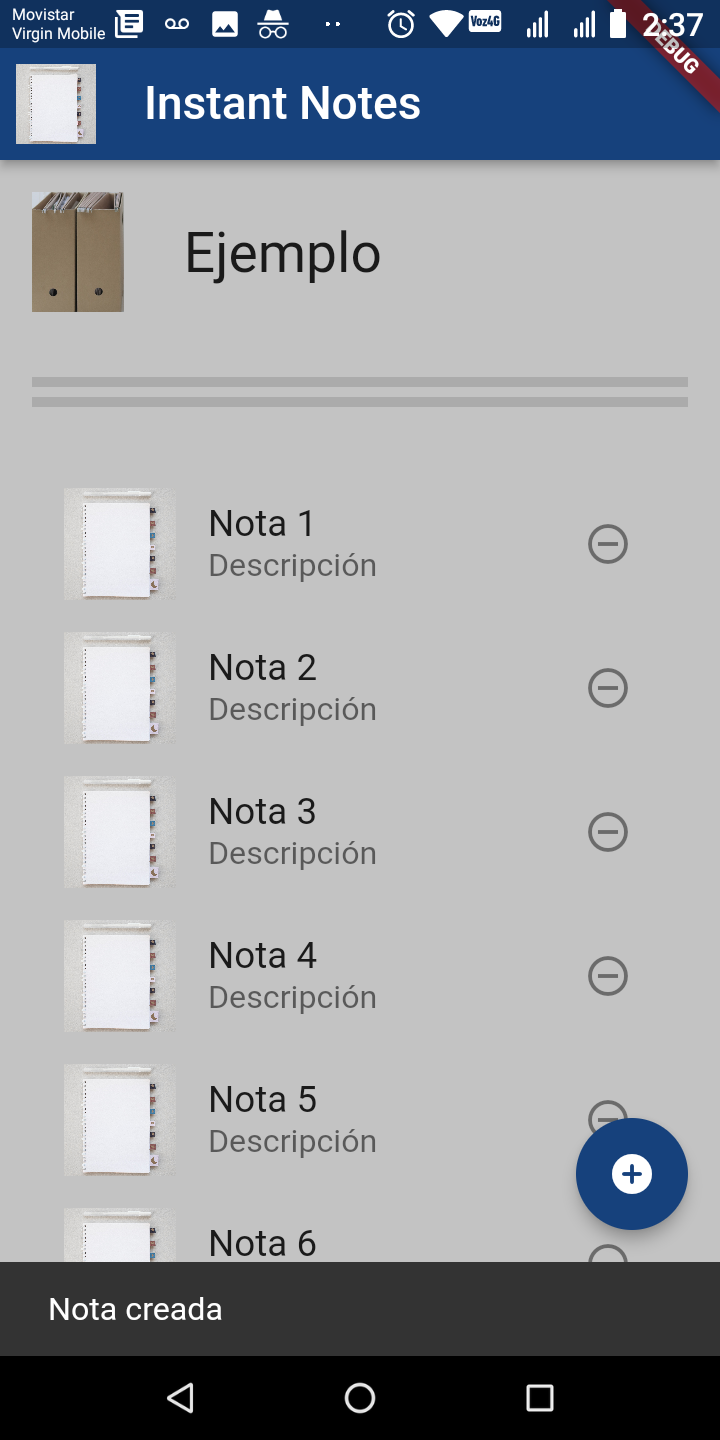 Movistar
Virgin Mobile
Voz4G
2:37
DEBUG
Instant Notes
Ejemplo
Nota 1
Descripción
Nota 2
Descripción
Nota 3
Descripción
Nota 4
Descripción
Nota 5
Descripción
Nota 6
Nota creada